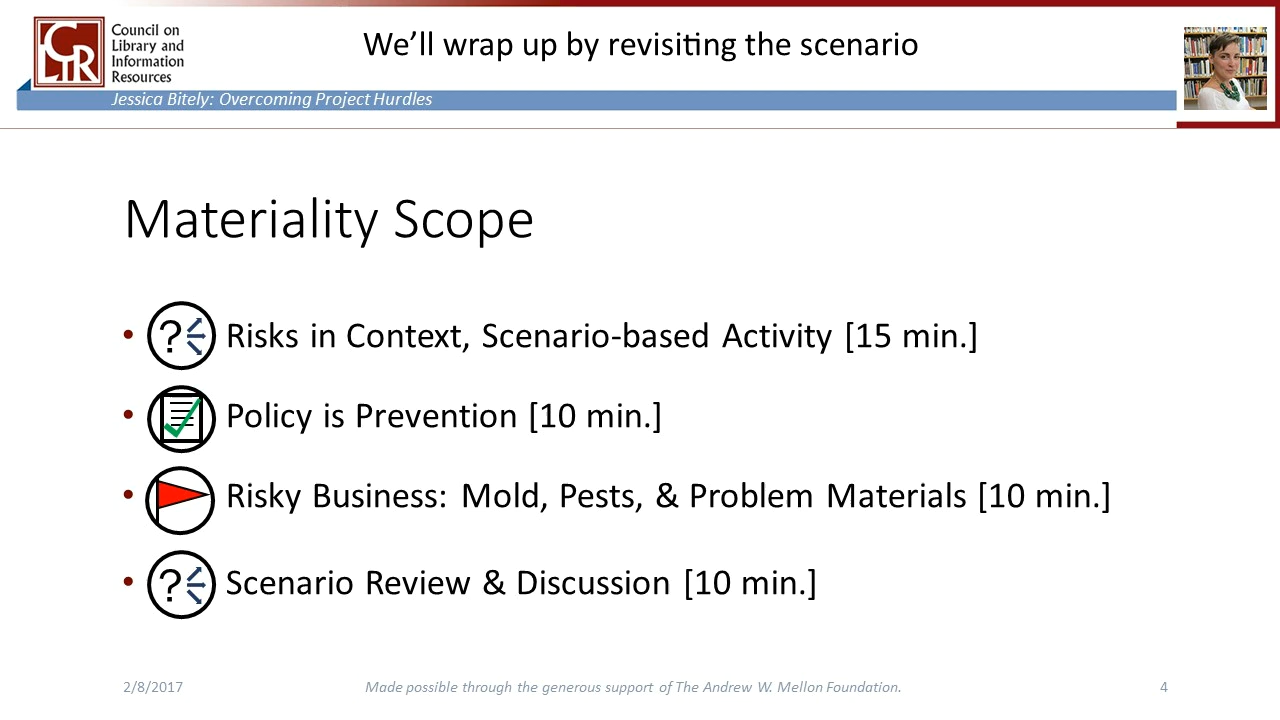 We'll wrap up by revisiting the scenario
CLIR
Council on
Library and
Information
Resources
Jessica Bitely: Overcoming Project Hurdles
Materiality Scope
• ? Risks in Context, Scenario-based Activity [15 min.]
• Policy is Prevention [10 min.]
• Risky Business: Mold, Pests, & Problem Materials [10 min.]
• ? Scenario Review & Discussion [10 min.]
2/8/2017 Made possible through the generous support of The Andrew W. Mellon Foundation. 4